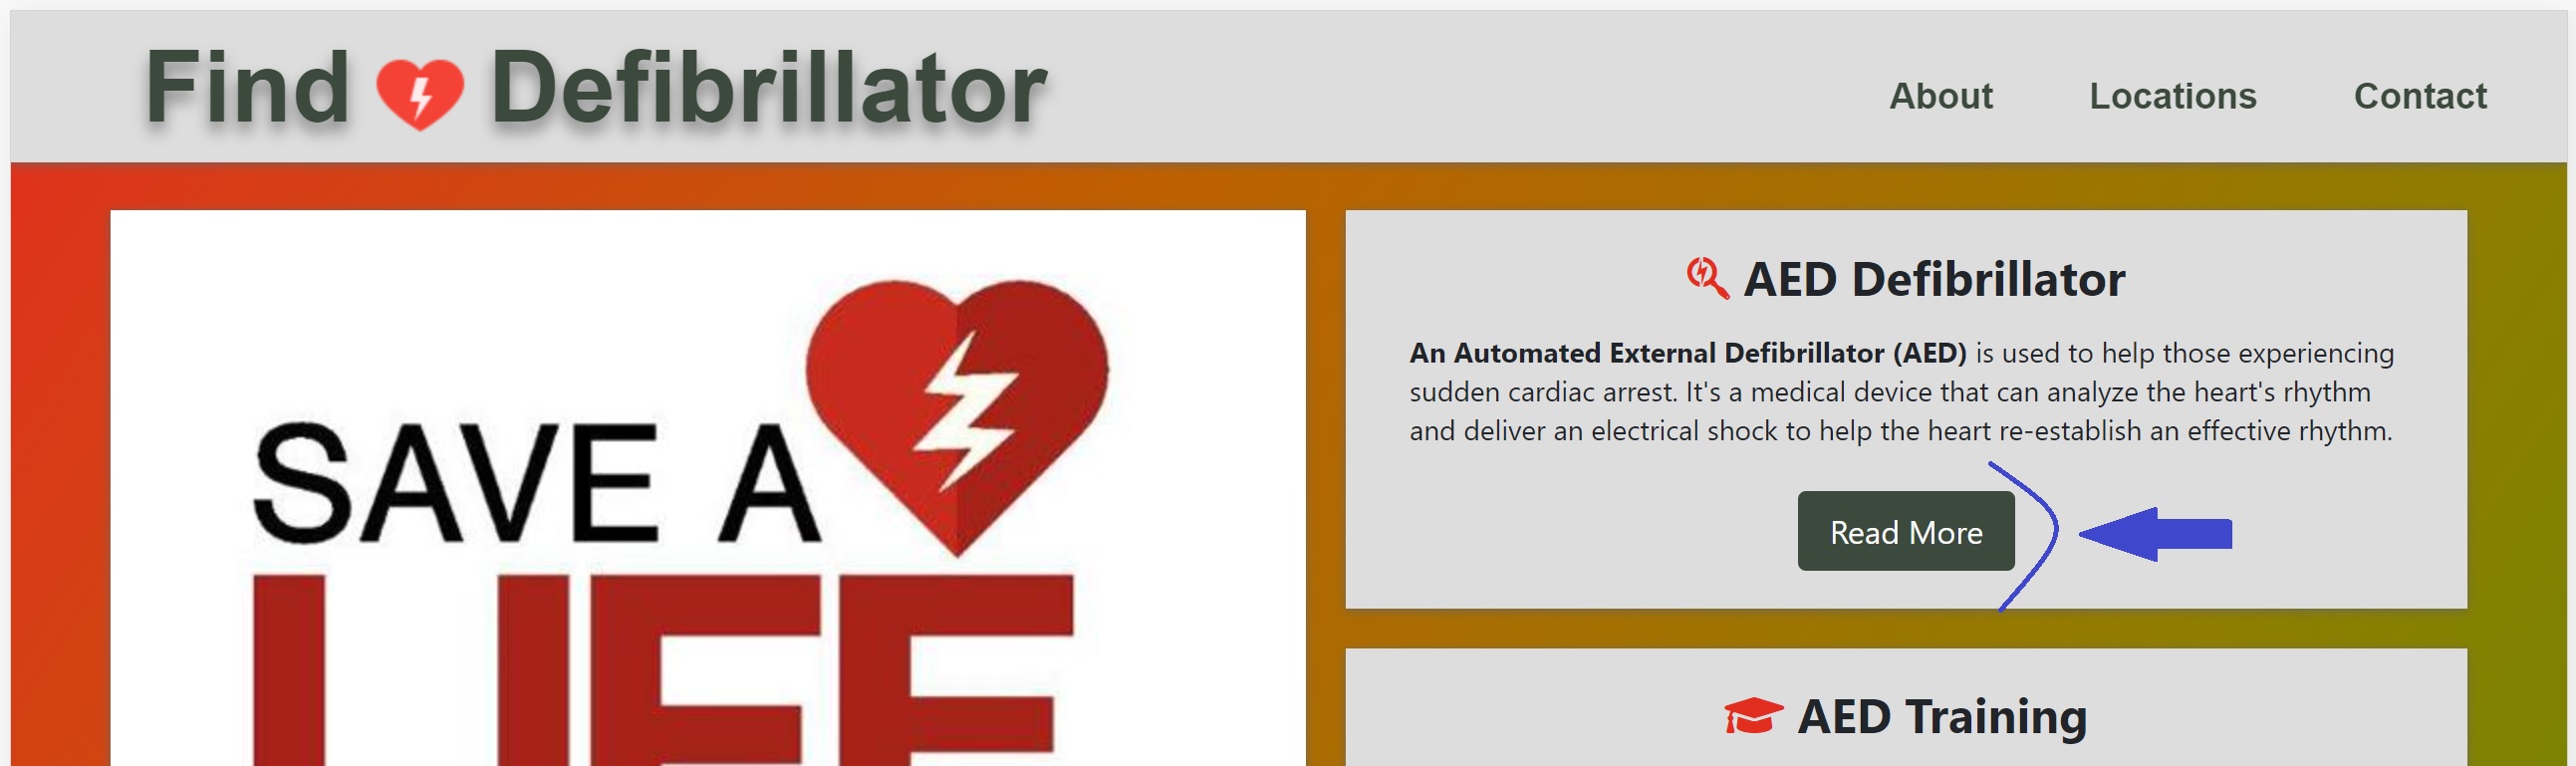 Find Defibrillator
About Locations Contact
SAVE A
LIFE
AED Defibrillator
An Automated External Defibrillator (AED) is used to help those experiencing
sudden cardiac arrest. It's a medical device that can analyze the heart's rhythm
and deliver an electrical shock to help the heart re-establish an effective rhythm.
Read More
AED Training